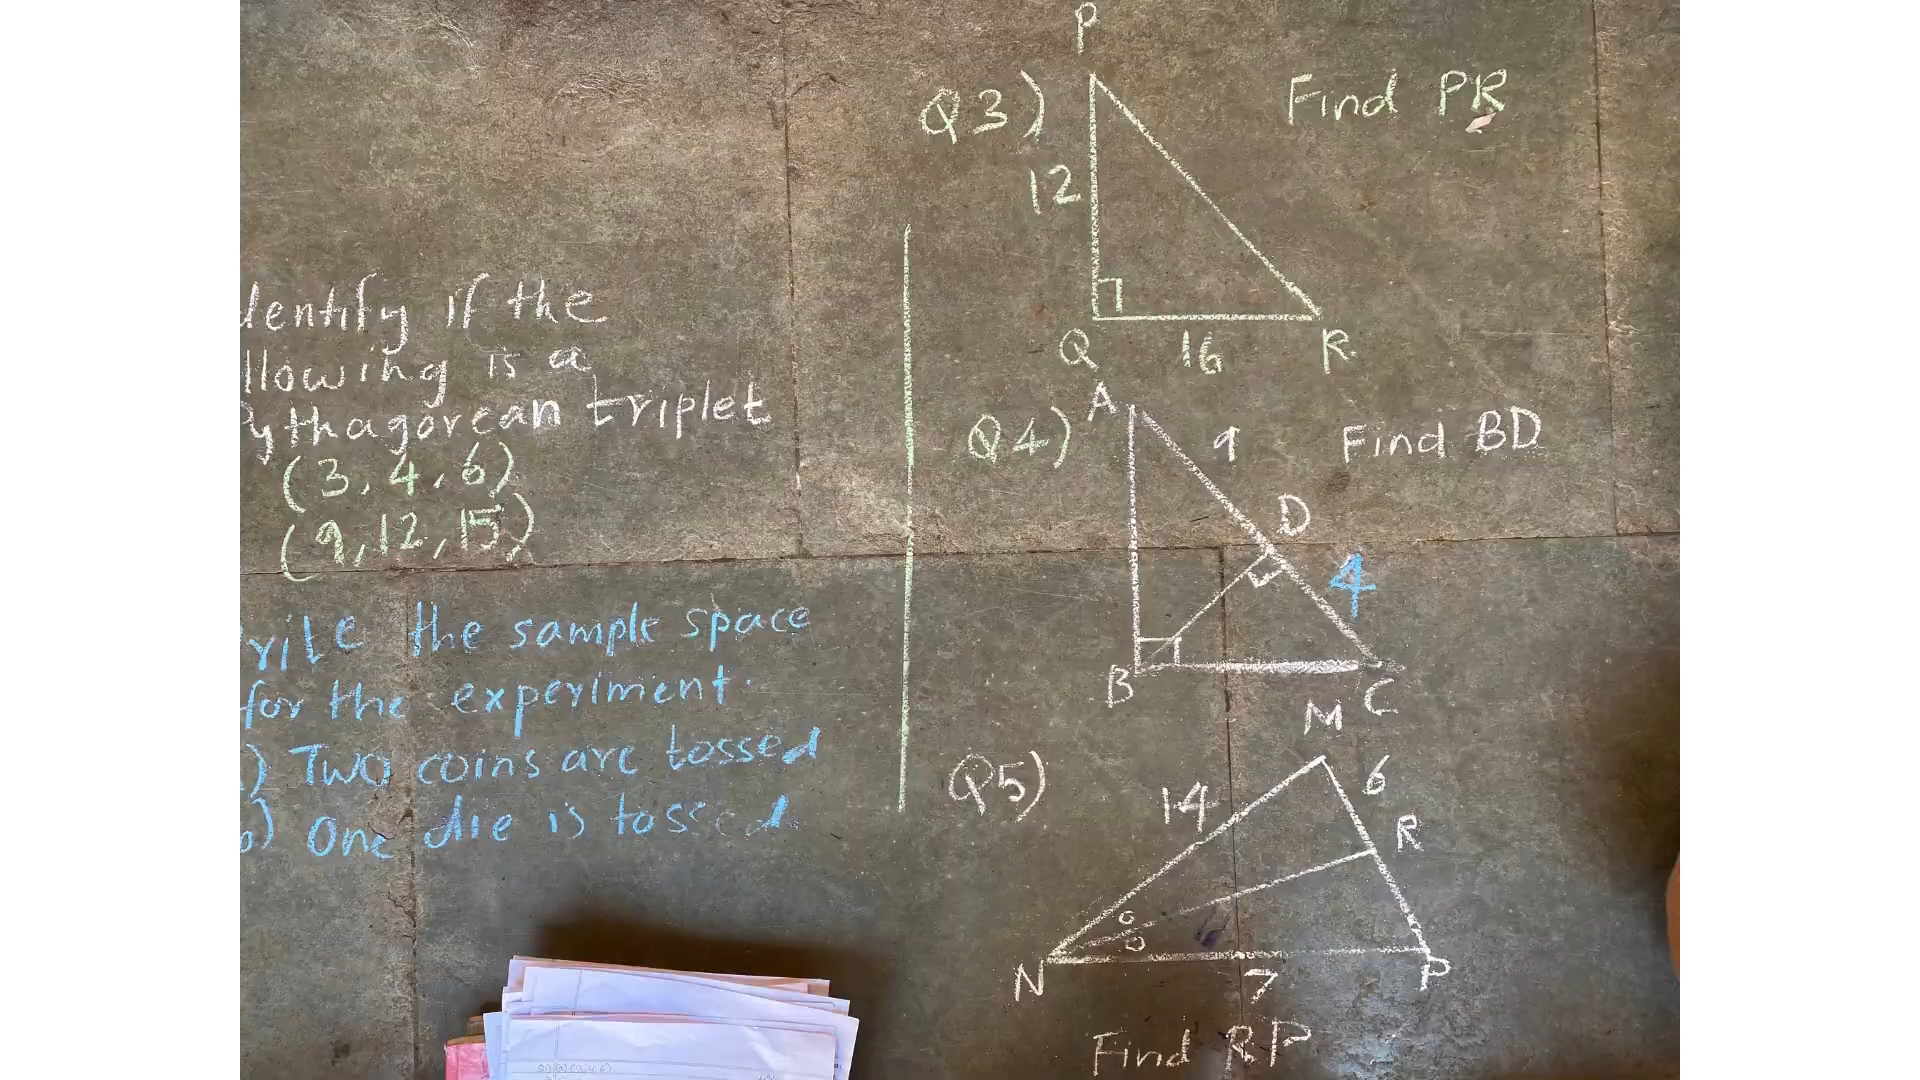 dentify if the
llowing is a
Pythagorean triplet
(3, 4, 6)
(9, 12, 15)
rite the sample space
for the experiment.
) Two coins are tossed
b) One die is tossed.
Q3)
P
12
Q
16
R.
Find PR
Q4)
A
9
D
4
B
C
Find BD
Q5)
M
14
6
R
N
7
P
Find RP